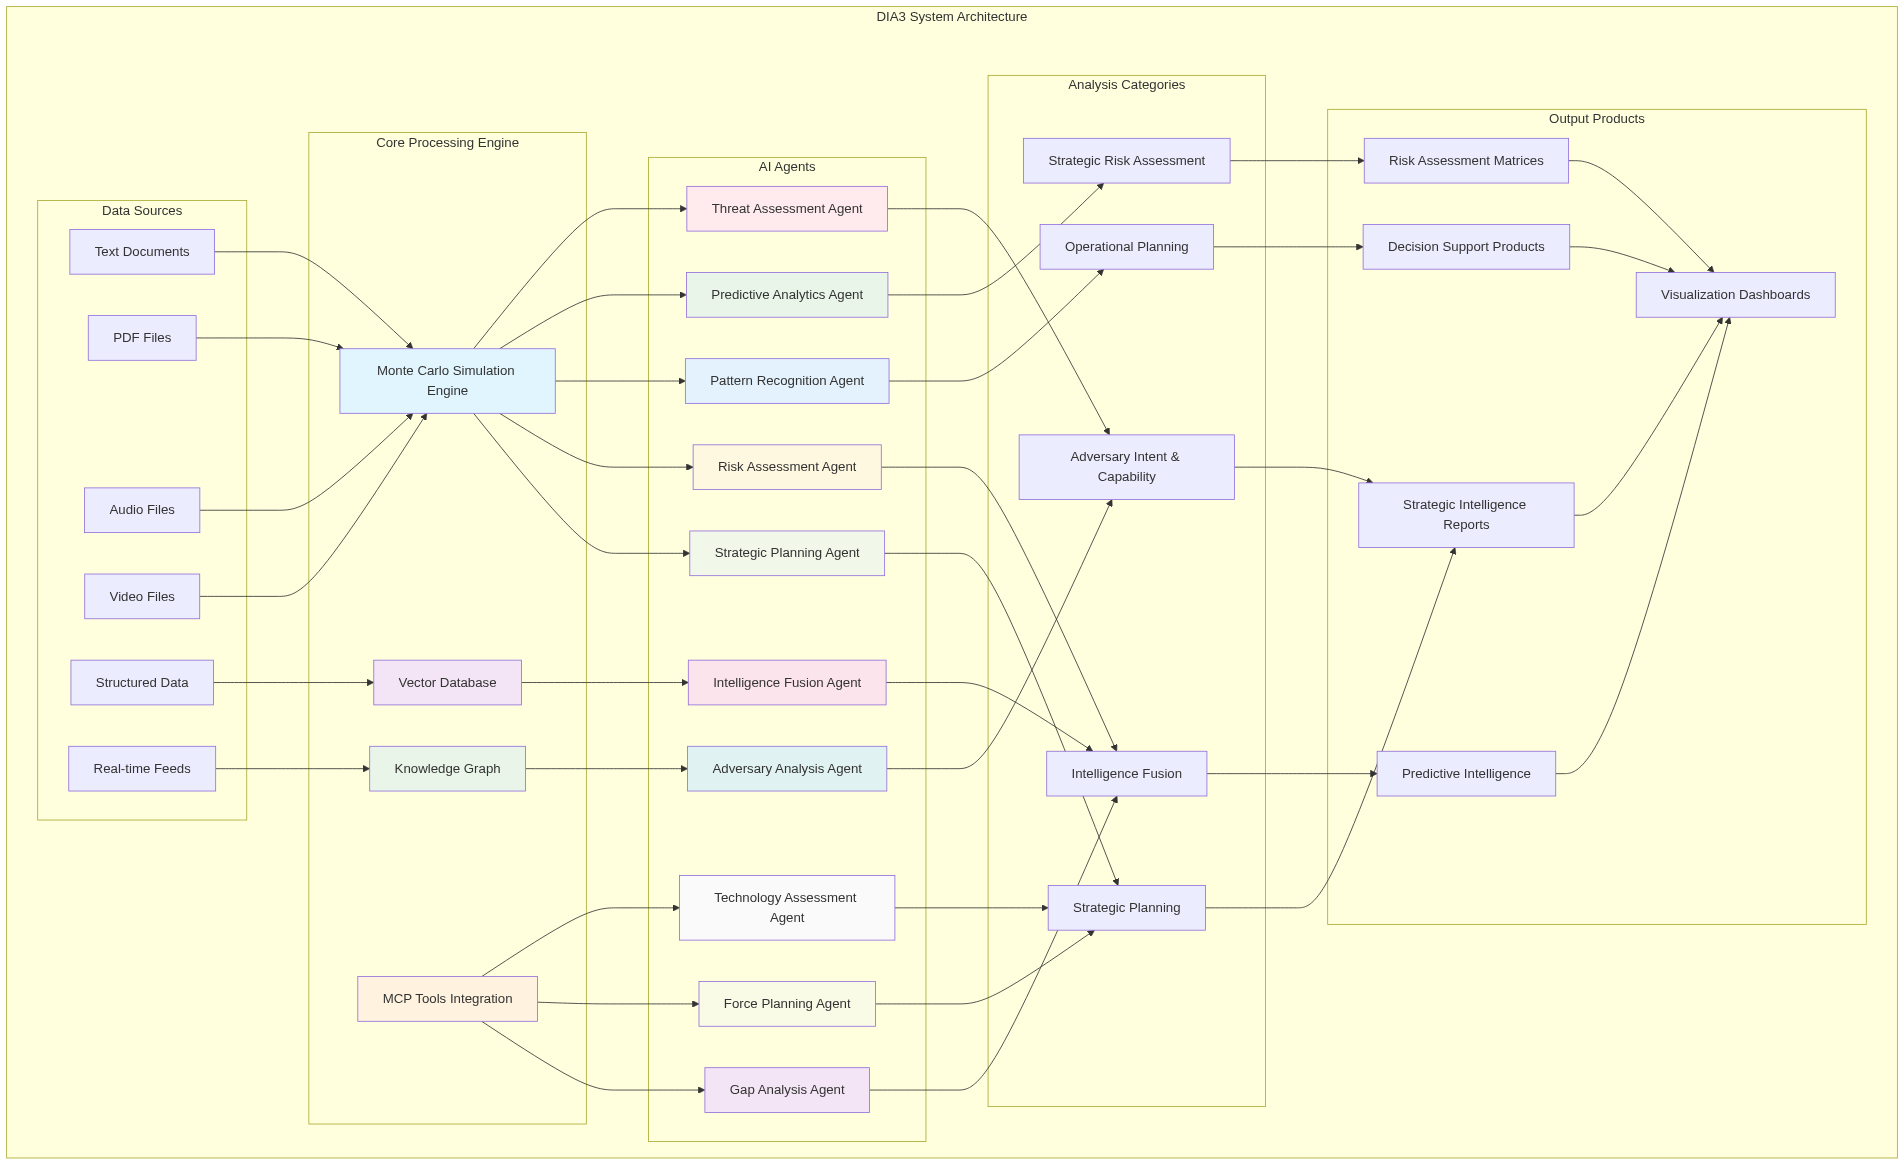 DIA3 System Architecture
Data Sources
Text Documents
PDF Files
Audio Files
Video Files
Structured Data
Real-time Feeds
Core Processing Engine
Monte Carlo Simulation
Engine
Vector Database
Knowledge Graph
MCP Tools Integration
AI Agents
Threat Assessment Agent
Predictive Analytics Agent
Pattern Recognition Agent
Risk Assessment Agent
Strategic Planning Agent
Intelligence Fusion Agent
Adversary Analysis Agent
Technology Assessment
Agent
Force Planning Agent
Gap Analysis Agent
Analysis Categories
Strategic Risk Assessment
Operational Planning
Adversary Intent &
Capability
Intelligence Fusion
Strategic Planning
Output Products
Risk Assessment Matrices
Decision Support Products
Visualization Dashboards
Strategic Intelligence
Reports
Predictive Intelligence